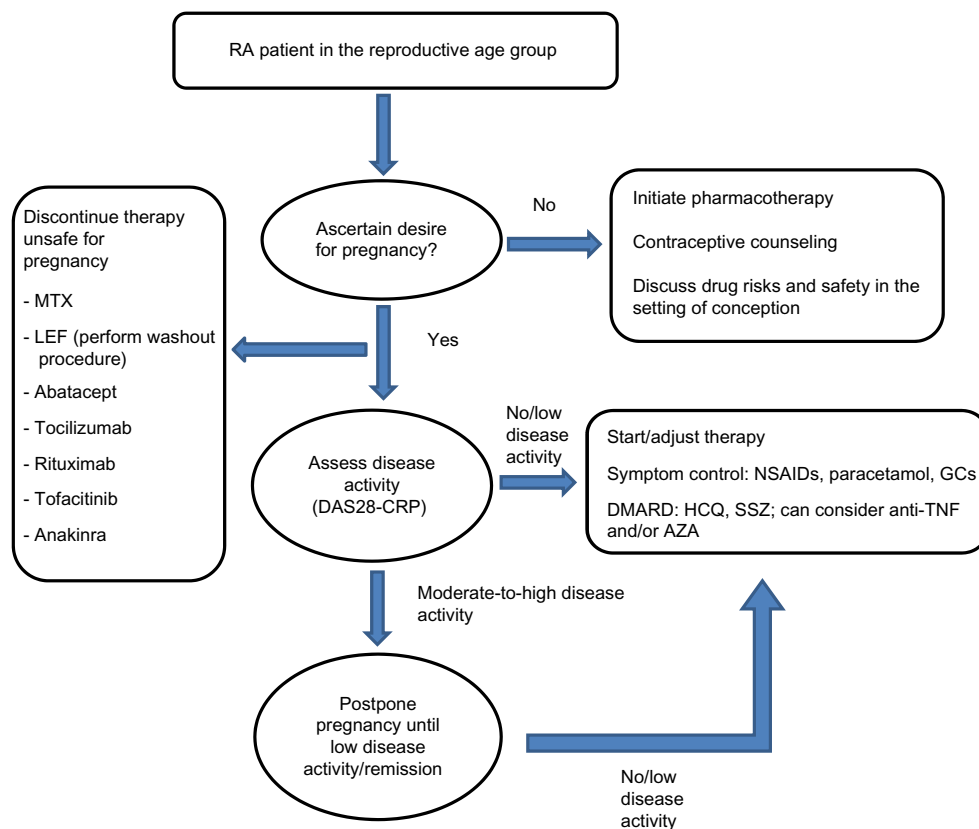 RA patient in the reproductive age group
Ascertain desire
for pregnancy?
No
Initiate pharmacotherapy
Contraceptive counseling
Discuss drug risks and safety in the
setting of conception
Discontinue therapy
unsafe for
pregnancy
- MTX
- LEF (perform washout
procedure)
- Abatacept
- Tocilizumab
- Rituximab
- Tofacitinib
- Anakinra
Yes
Assess disease
activity
(DAS28-CRP)
No/low
disease
activity
Start/adjust therapy
Symptom control: NSAIDs, paracetamol, GCs
DMARD: HCQ, SSZ; can consider anti-TNF
and/or AZA
Moderate-to-high disease
activity
Postpone
pregnancy until
low disease
activity/remission
No/low
disease
activity